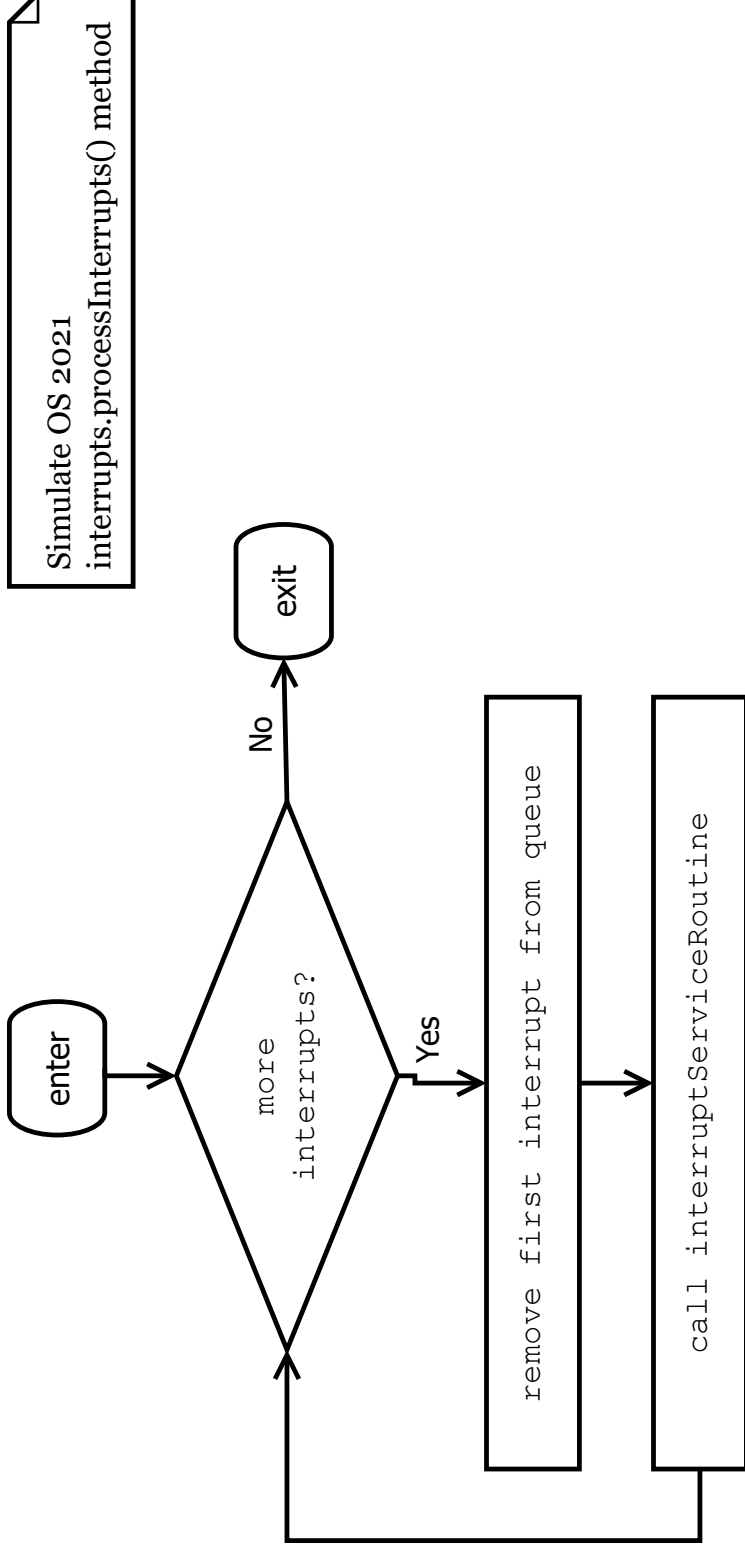 Simulate OS 2021
interrupts.processInterrupts() method
enter
more
interrupts?
No
exit
Yes
remove first interrupt from queue
call interruptServiceRoutine